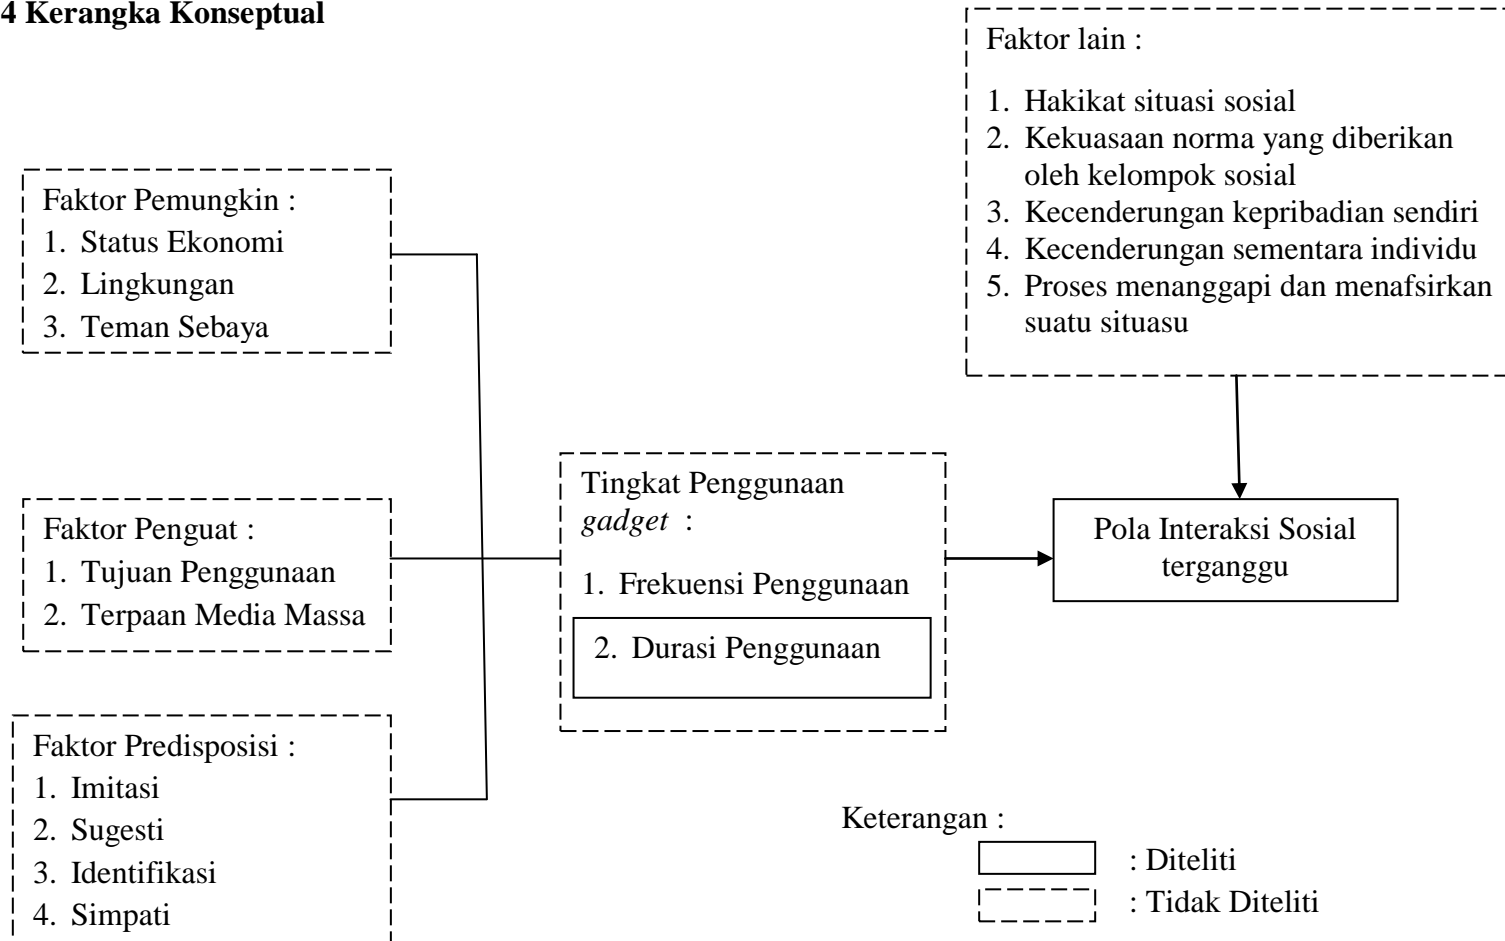 4 Kerangka Konseptual
Faktor lain :
1. Hakikat situasi sosial
2. Kekuasaan norma yang diberikan
oleh kelompok sosial
3. Kecenderungan kepribadian sendiri
4. Kecenderungan sementara individu
5. Proses menanggapi dan menafsirkan
suatu situasu
Faktor Pemungkin :
1. Status Ekonomi
2. Lingkungan
3. Teman Sebaya
Faktor Penguat :
1. Tujuan Penggunaan
2. Terpaan Media Massa
Faktor Predisposisi :
1. Imitasi
2. Sugesti
3. Identifikasi
4. Simpati
Tingkat Penggunaan
gadget :
1. Frekuensi Penggunaan
2. Durasi Penggunaan
Pola Interaksi Sosial
terganggu
Keterangan :
: Diteliti
: Tidak Diteliti